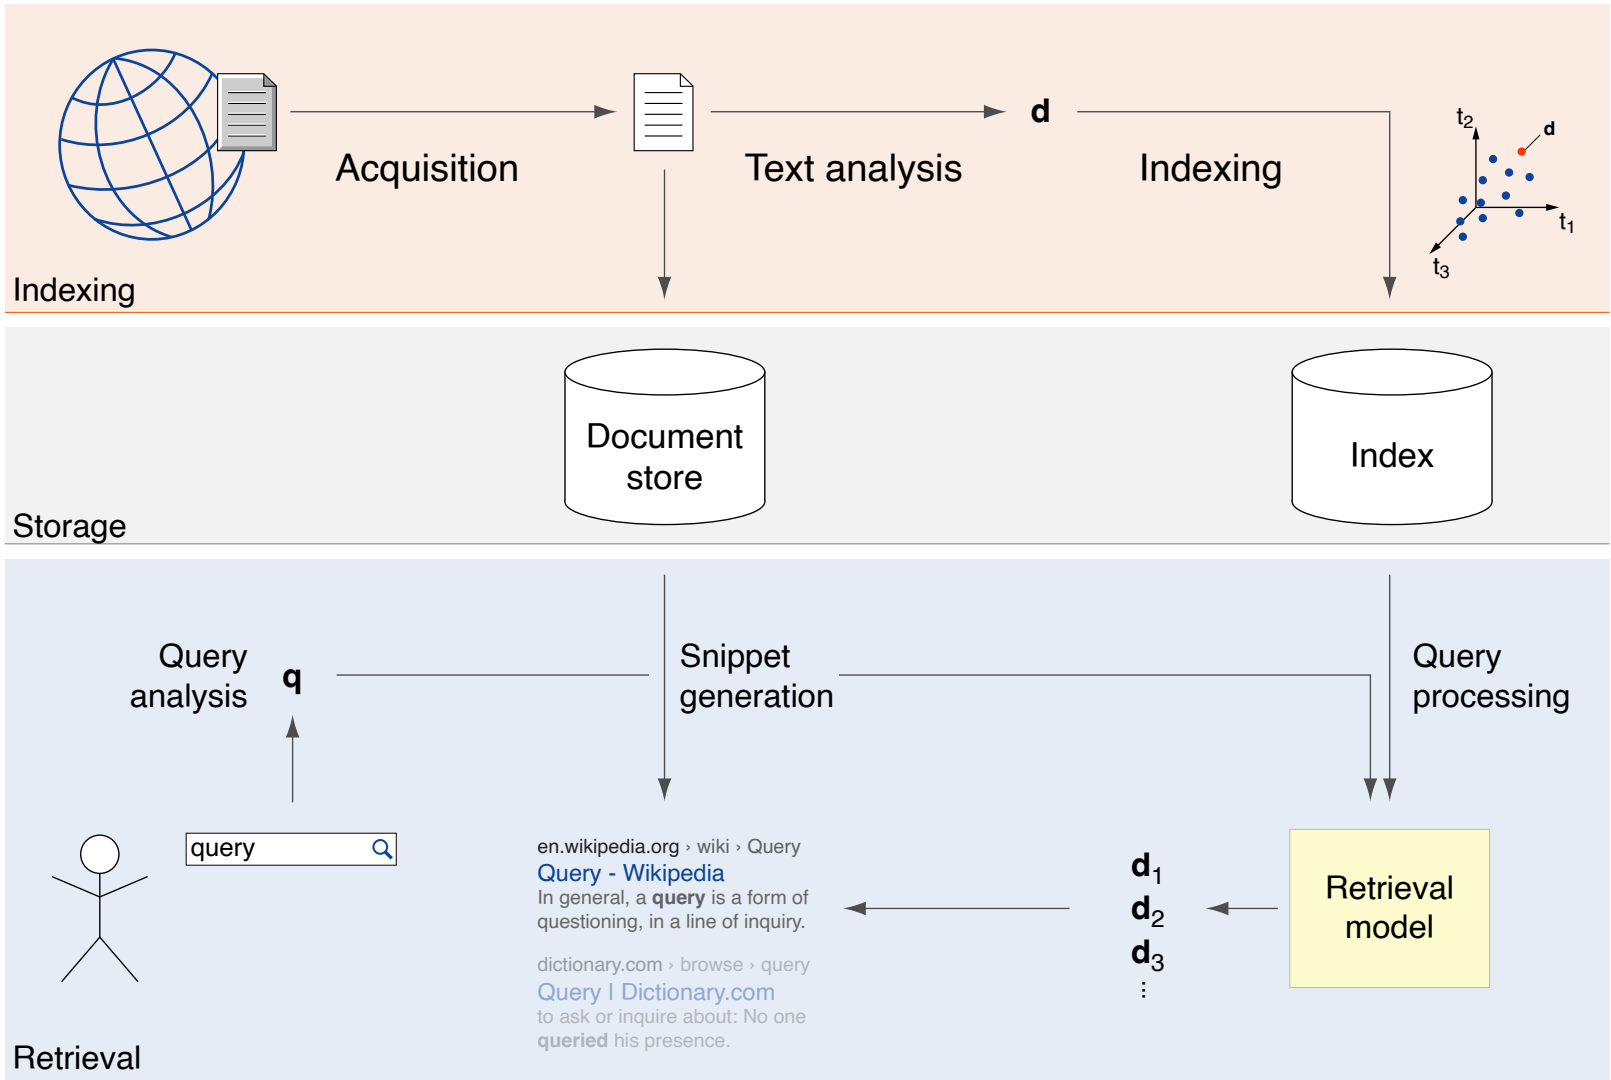 d
Acquisition
Text analysis
Indexing
t2
d
t1
t3
Indexing
Document
store
Index
Storage
Query
analysis
q
Snippet
generation
Query
processing
query
en.wikipedia.org › wiki › Query
Query - Wikipedia
In general, a query is a form of
questioning, in a line of inquiry.
dictionary.com › browse › query
Query | Dictionary.com
to ask or inquire about: No one
queried his presence.
d1
d2
d3
⋮
Retrieval
model
Retrieval